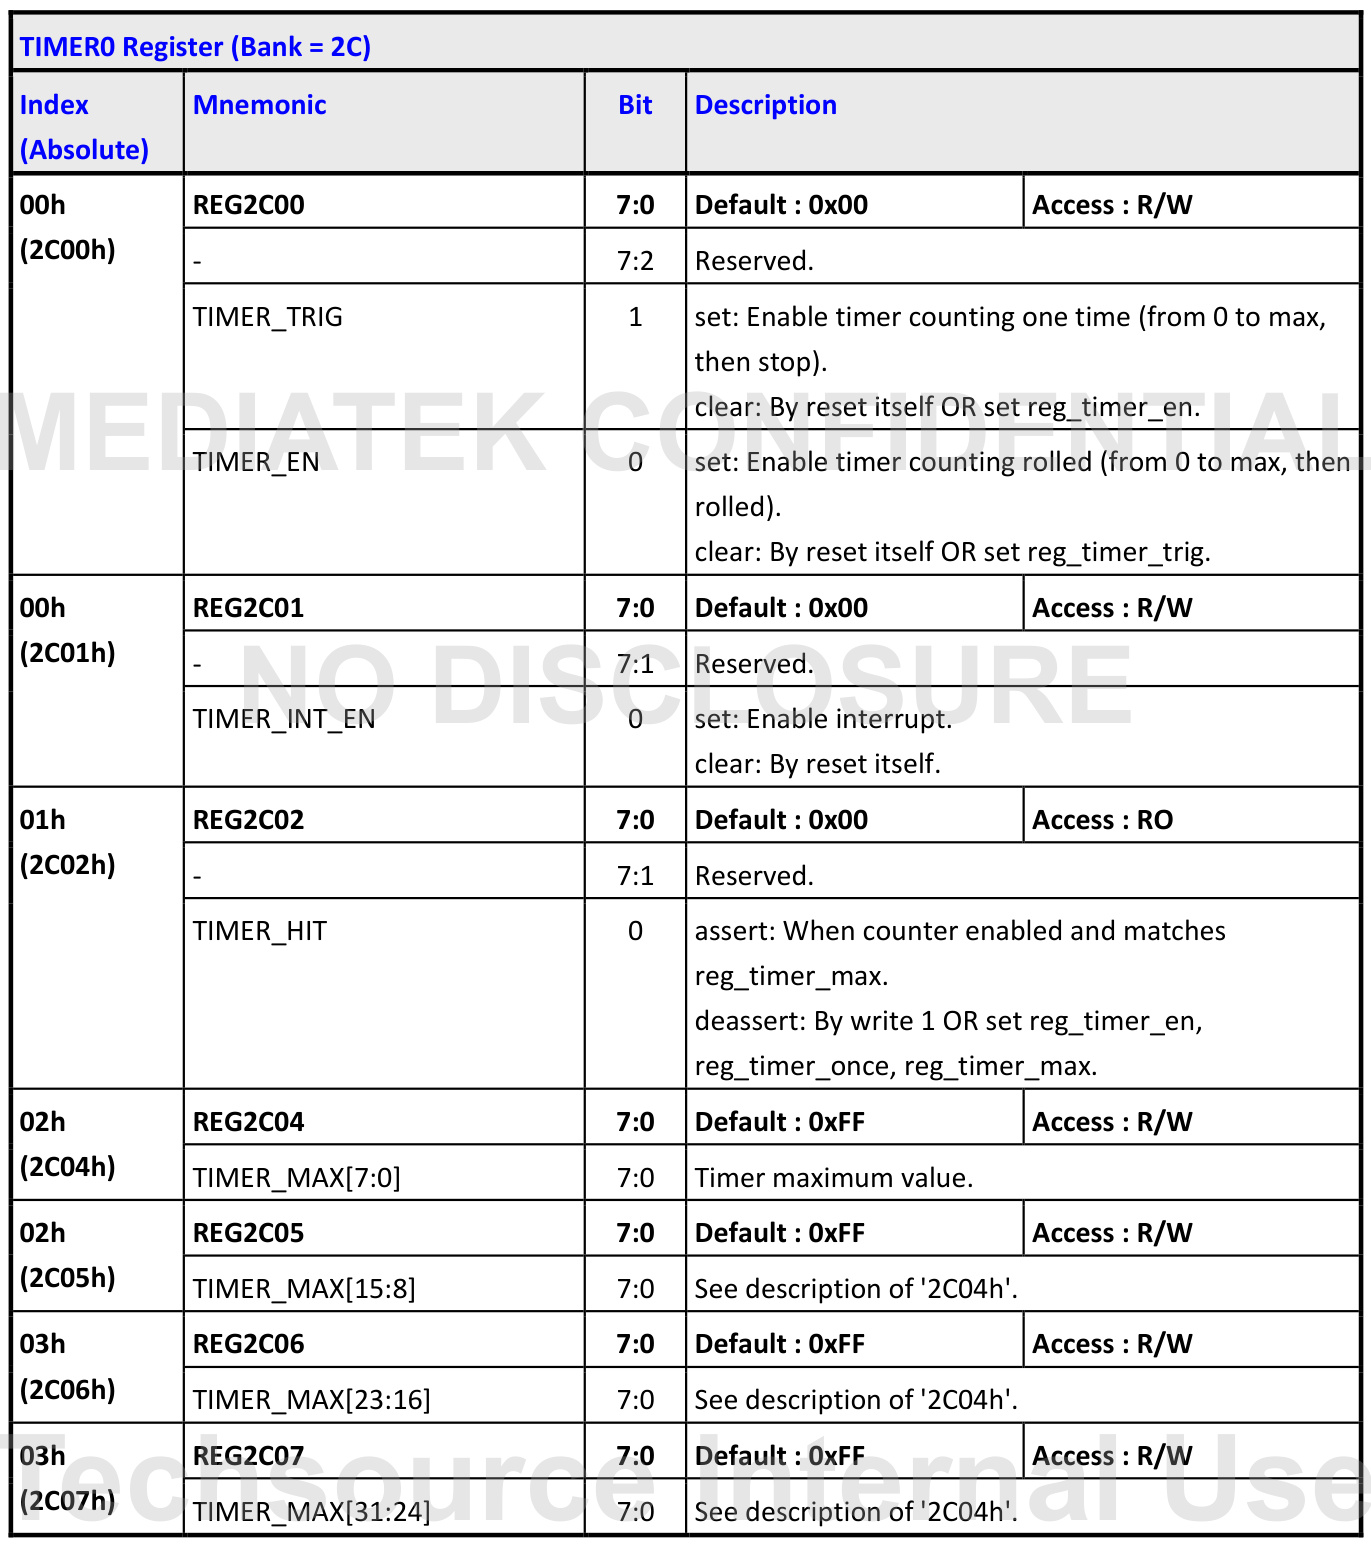 TIMER0 Register (Bank = 2C)
Index (Absolute) Mnemonic Bit Description
00h (2C00h) REG2C00 7:0 Default : 0x00 Access : R/W
- 7:2 Reserved.
TIMER_TRIG 1 set: Enable timer counting one time (from 0 to max,
then stop).
clear: By reset itself OR set reg_timer_en.
MEDIATEK CONFIDENTIAL
TIMER_EN 0 set: Enable timer counting rolled (from 0 to max, then
rolled).
clear: By reset itself OR set reg_timer_trig.
00h (2C01h) REG2C01 7:0 Default : 0x00 Access : R/W
- 7:1 Reserved.
NO DISCLOSURE
TIMER_INT_EN 0 set: Enable interrupt.
clear: By reset itself.
01h (2C02h) REG2C02 7:0 Default : 0x00 Access : RO
- 7:1 Reserved.
TIMER_HIT 0 assert: When counter enabled and matches
reg_timer_max.
deassert: By write 1 OR set reg_timer_en,
reg_timer_once, reg_timer_max.
02h (2C04h) REG2C04 7:0 Default : 0xFF Access : R/W
TIMER_MAX[7:0] 7:0 Timer maximum value.
02h (2C05h) REG2C05 7:0 Default : 0xFF Access : R/W
TIMER_MAX[15:8] 7:0 See description of '2C04h'.
03h (2C06h) REG2C06 7:0 Default : 0xFF Access : R/W
TIMER_MAX[23:16] 7:0 See description of '2C04h'.
03h (2C07h) REG2C07 7:0 Default : 0xFF Access : R/W
Techsource Internal Use
TIMER_MAX[31:24] 7:0 See description of '2C04h'.